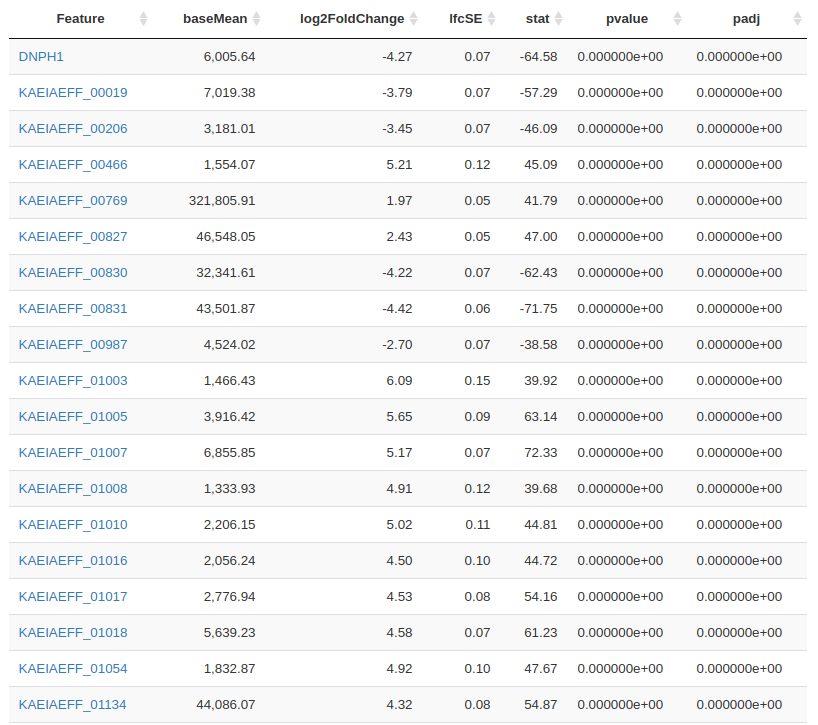 Feature baseMean log2FoldChange lfcSE stat pvalue padj
DNPH1 6,005.64 -4.27 0.07 -64.58 0.000000e+00 0.000000e+00
KAEIAEFF_00019 7,019.38 -3.79 0.07 -57.29 0.000000e+00 0.000000e+00
KAEIAEFF_00206 3,181.01 -3.45 0.07 -46.09 0.000000e+00 0.000000e+00
KAEIAEFF_00466 1,554.07 5.21 0.12 45.09 0.000000e+00 0.000000e+00
KAEIAEFF_00769 321,805.91 1.97 0.05 41.79 0.000000e+00 0.000000e+00
KAEIAEFF_00827 46,548.05 2.43 0.05 47.00 0.000000e+00 0.000000e+00
KAEIAEFF_00830 32,341.61 -4.22 0.07 -62.43 0.000000e+00 0.000000e+00
KAEIAEFF_00831 43,501.87 -4.42 0.06 -71.75 0.000000e+00 0.000000e+00
KAEIAEFF_00987 4,524.02 -2.70 0.07 -38.58 0.000000e+00 0.000000e+00
KAEIAEFF_01003 1,466.43 6.09 0.15 39.92 0.000000e+00 0.000000e+00
KAEIAEFF_01005 3,916.42 5.65 0.09 63.14 0.000000e+00 0.000000e+00
KAEIAEFF_01007 6,855.85 5.17 0.07 72.33 0.000000e+00 0.000000e+00
KAEIAEFF_01008 1,333.93 4.91 0.12 39.68 0.000000e+00 0.000000e+00
KAEIAEFF_01010 2,206.15 5.02 0.11 44.81 0.000000e+00 0.000000e+00
KAEIAEFF_01016 2,056.24 4.50 0.10 44.72 0.000000e+00 0.000000e+00
KAEIAEFF_01017 2,776.94 4.53 0.08 54.16 0.000000e+00 0.000000e+00
KAEIAEFF_01018 5,639.23 4.58 0.07 61.23 0.000000e+00 0.000000e+00
KAEIAEFF_01054 1,832.87 4.92 0.10 47.67 0.000000e+00 0.000000e+00
KAEIAEFF_01134 44,086.07 4.32 0.08 54.87 0.000000e+00 0.000000e+00